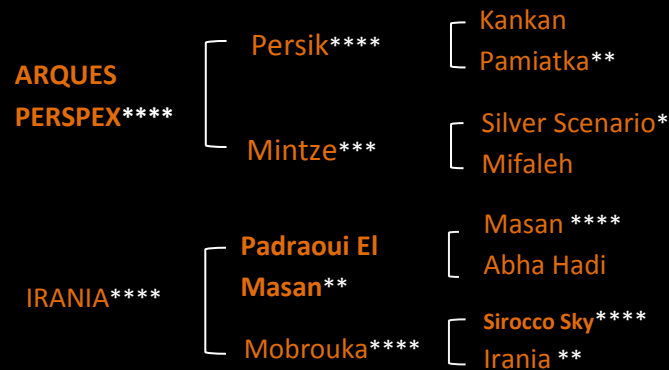 Kankan
Persik****
Pamiatka**
ARQUES
PERSPEX****
Silver Scenario*
Mintze***
Mifaleh
Masan ****
Padraoui El
Masan**
Abha Hadi
IRANIA****
Sirocco Sky****
Mobrouka****
Irania **